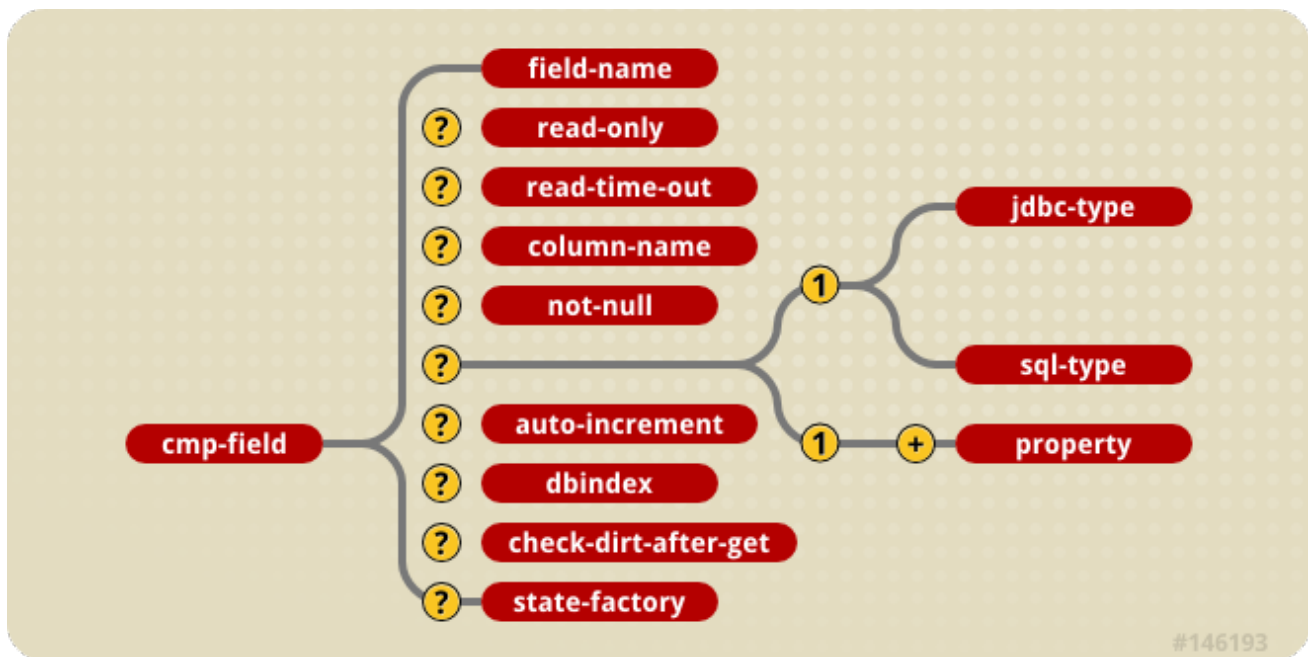 field-name
? read-only
? read-time-out
jdbc-type
? column-name
1
? not-null
?
sql-type
? auto-increment
cmp-field
1 + property
? dbindex
? check-dirt-after-get
? state-factory
#146193